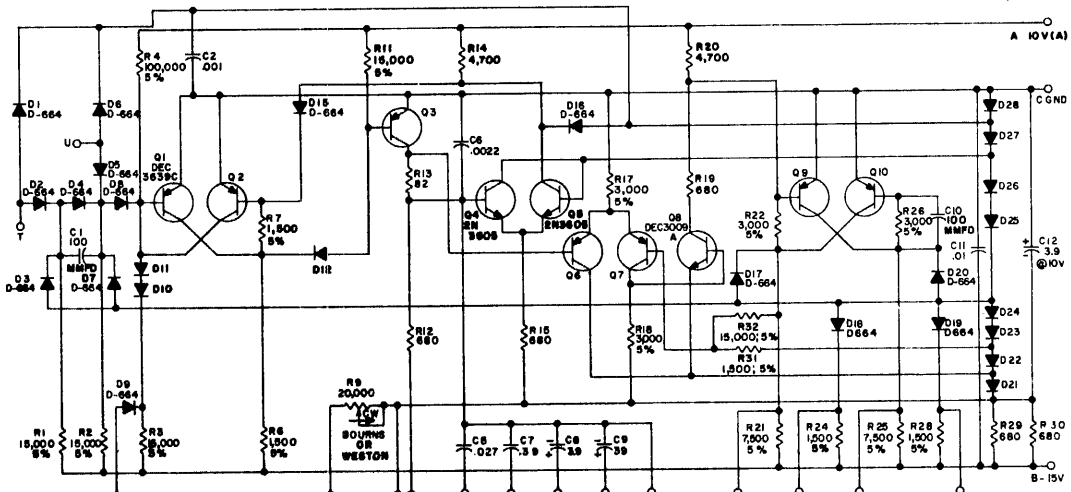 A 10V(A)
R4
100,000
5%
C2
.001
R11
15,000
5%
R14
4,700
R20
4,700
C GND
D1
D-664
D6
D-664
D15
D-664
Q3
D16
D-664
D28
D27
U
D5
D-664
Q1
DEC
3639C
Q2
C6
.0022
R13
82
R17
3,000
5%
R19
680
Q9
Q10
D26
D2
D-664
D4
D-664
D8
D-664
T
R7
1,500
5%
Q4
2N
3605
Q5
2N3605
Q8
DEC3009
A
R22
3,000
5%
R26
3,000
5%
C10
100
MMFD
D25
C1
100
MMFD
D11
D12
Q6
Q7
C11
.01
C12
3.9
@10V
D3
D-664
D7
D-664
D10
D17
D-664
D20
D-664
R12
680
R15
680
R18
3,000
5%
R32
15,000; 5%
R31
1,500; 5%
D18
D664
D19
D664
D24
D23
D22
D21
D9
D-664
R9
20,000
CW
BOURNS
OR
WESTON
R1
15,000
5%
R2
15,000
5%
R3
15,000
5%
R6
1,500
5%
C5
.027
C7
.39
C8
3.9
C9
39
R21
7,500
5%
R24
1,500
5%
R25
7,500
5%
R28
1,500
5%
R29
680
R30
680
B-15V